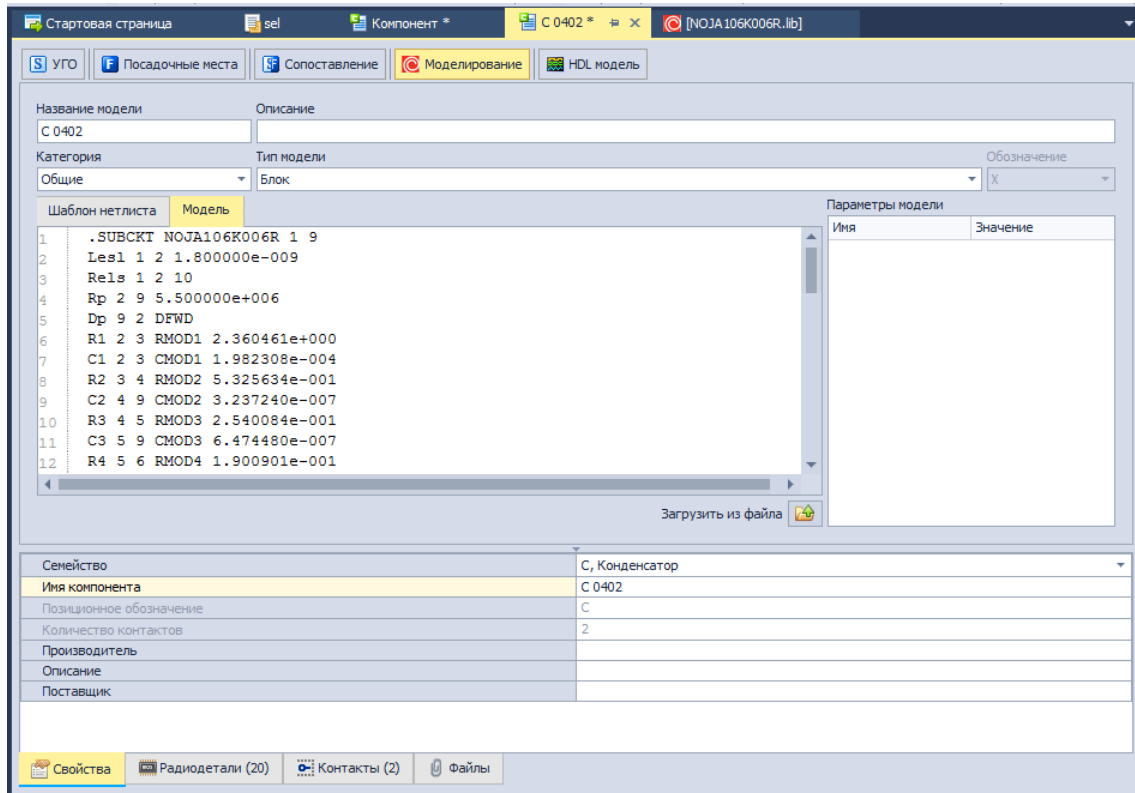 Стартовая страница sel Компонент * C 0402 * [NOJA106K006R.lib]
S УГО F Посадочные места SF Сопоставление Моделирование HDL модель
Название модели Описание
C 0402
Категория Тип модели Обозначение
Общие Блок X
Шаблон нетлиста Модель Параметры модели
Имя Значение
1 .SUBCKT NOJA106K006R 1 9
2 Lesl 1 2 1.800000e-009
3 Rels 1 2 10
4 Rp 2 9 5.500000e+006
5 Dp 9 2 DFWD
6 R1 2 3 RMOD1 2.360461e+000
7 C1 2 3 CMOD1 1.982308e-004
8 R2 3 4 RMOD2 5.325634e-001
9 C2 4 9 CMOD2 3.237240e-007
10 R3 4 5 RMOD3 2.540084e-001
11 C3 5 9 CMOD3 6.474480e-007
12 R4 5 6 RMOD4 1.900901e-001
Загрузить из файла
Семейство C, Конденсатор
Имя компонента C 0402
Позиционное обозначение C
Количество контактов 2
Производитель
Описание
Поставщик
Свойства Радиодетали (20) Контакты (2) Файлы